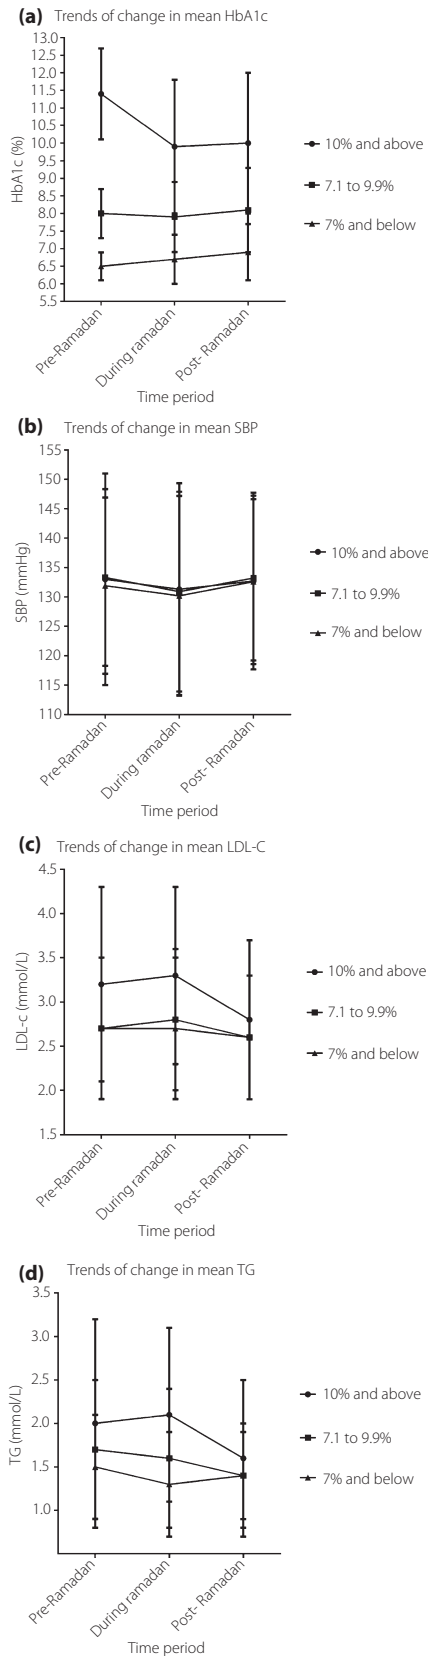 (a) Trends of change in mean HbA1c
13.0
12.5
12.0
11.5
11.0
10.5
10.0
9.5
9.0
8.5
8.0
7.5
7.0
6.5
6.0
5.5
HbA1c (%)
10% and above
7.1 to 9.9%
7% and below
Pre-Ramadan
During ramadan
Post- Ramadan
Time period
(b) Trends of change in mean SBP
155
150
145
140
135
130
125
120
115
110
SBP (mmHg)
10% and above
7.1 to 9.9%
7% and below
Pre-Ramadan
During ramadan
Post- Ramadan
Time period
(c) Trends of change in mean LDL-C
4.5
4.0
3.5
3.0
2.5
2.0
1.5
LDL-c (mmol/L)
10% and above
7.1 to 9.9%
7% and below
Pre-Ramadan
During ramadan
Post- Ramadan
Time period
(d) Trends of change in mean TG
3.5
3.0
2.5
2.0
1.5
1.0
TG (mmol/L)
10% and above
7.1 to 9.9%
7% and below
Pre-Ramadan
During ramadan
Post- Ramadan
Time period